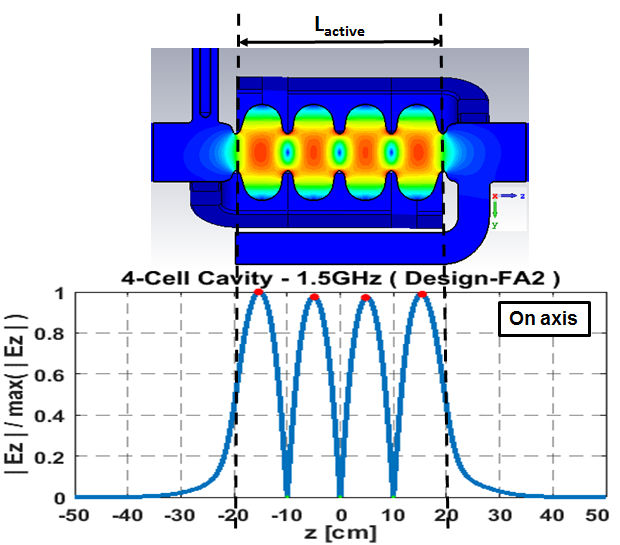 Lactive
x
z
y
4-Cell Cavity - 1.5GHz ( Design-FA2 )
On axis
| Ez | / max( | Ez | )
1
0.8
0.6
0.4
0.2
0
-50 -40 -30 -20 -10 0 10 20 30 40 50
z [cm]